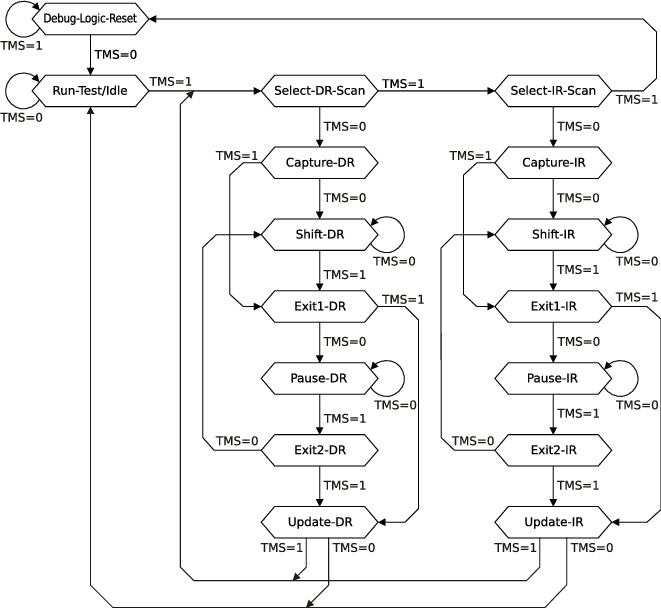 Debug-Logic-Reset
TMS=1
TMS=0
Run-Test/Idle
TMS=1
Select-DR-Scan
TMS=1
Select-IR-Scan
TMS=1
TMS=0
TMS=0
TMS=0
TMS=1
Capture-DR
TMS=1
Capture-IR
TMS=0
TMS=0
Shift-DR
TMS=0
Shift-IR
TMS=0
TMS=1
TMS=1
Exit1-DR
TMS=1
Exit1-IR
TMS=1
TMS=0
TMS=0
Pause-DR
TMS=0
Pause-IR
TMS=0
TMS=1
TMS=1
TMS=0
Exit2-DR
TMS=0
Exit2-IR
TMS=1
TMS=1
Update-DR
Update-IR
TMS=1
TMS=0
TMS=1
TMS=0